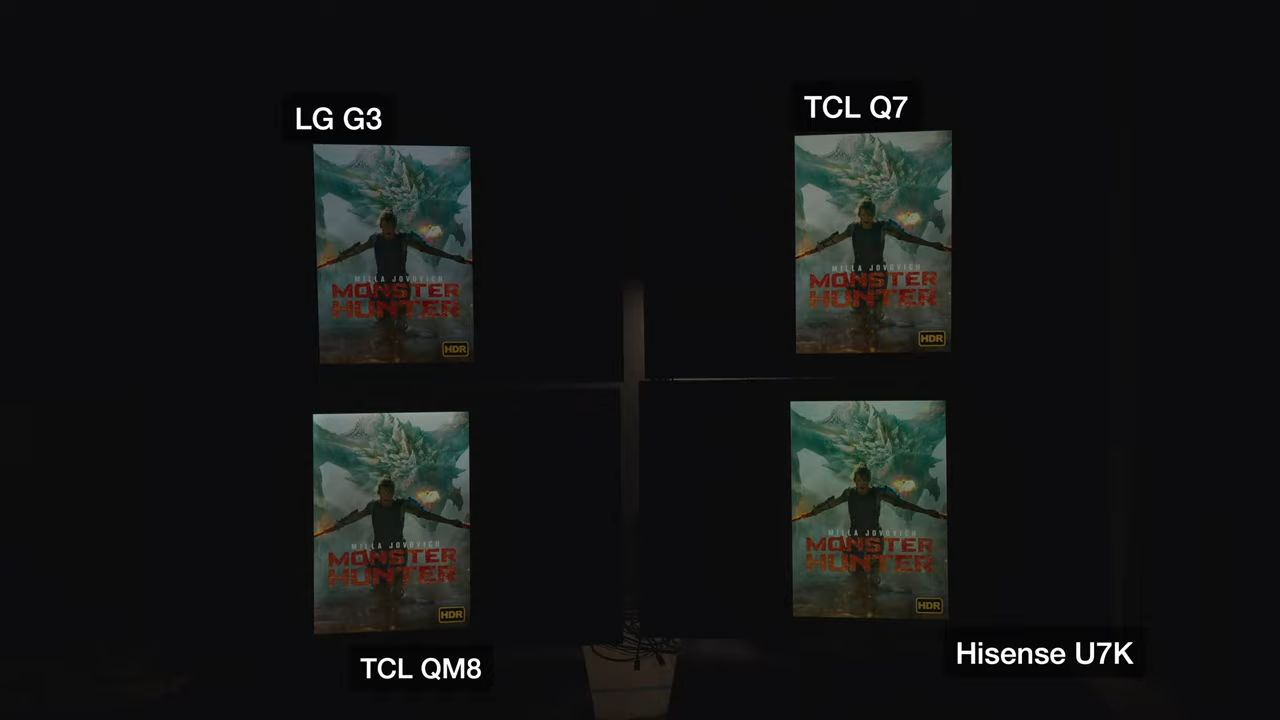 LG G3
TCL Q7
MILLA JOVOVICH
MONSTER
HUNTER
HDR
MILLA JOVOVICH
MONSTER
HUNTER
HDR
MILLA JOVOVICH
MONSTER
HUNTER
HDR
MILLA JOVOVICH
MONSTER
HUNTER
HDR
TCL QM8
Hisense U7K